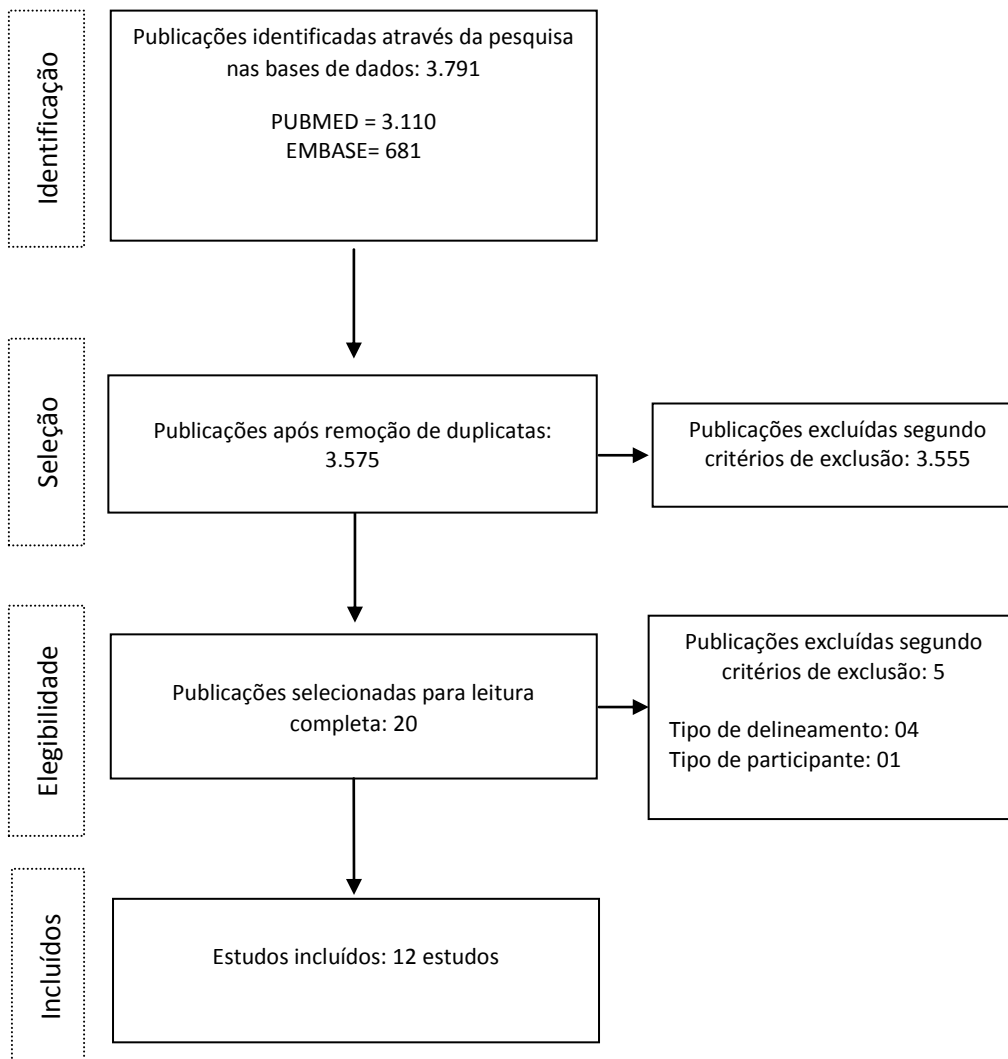 Identificação
Publicações identificadas através da pesquisa
nas bases de dados: 3.791
PUBMED = 3.110
EMBASE= 681
Seleção
Publicações após remoção de duplicatas:
3.575
Publicações excluídas segundo
critérios de exclusão: 3.555
Elegibilidade
Publicações selecionadas para leitura
completa: 20
Publicações excluídas segundo
critérios de exclusão: 5
Tipo de delineamento: 04
Tipo de participante: 01
Incluídos
Estudos incluídos: 12 estudos